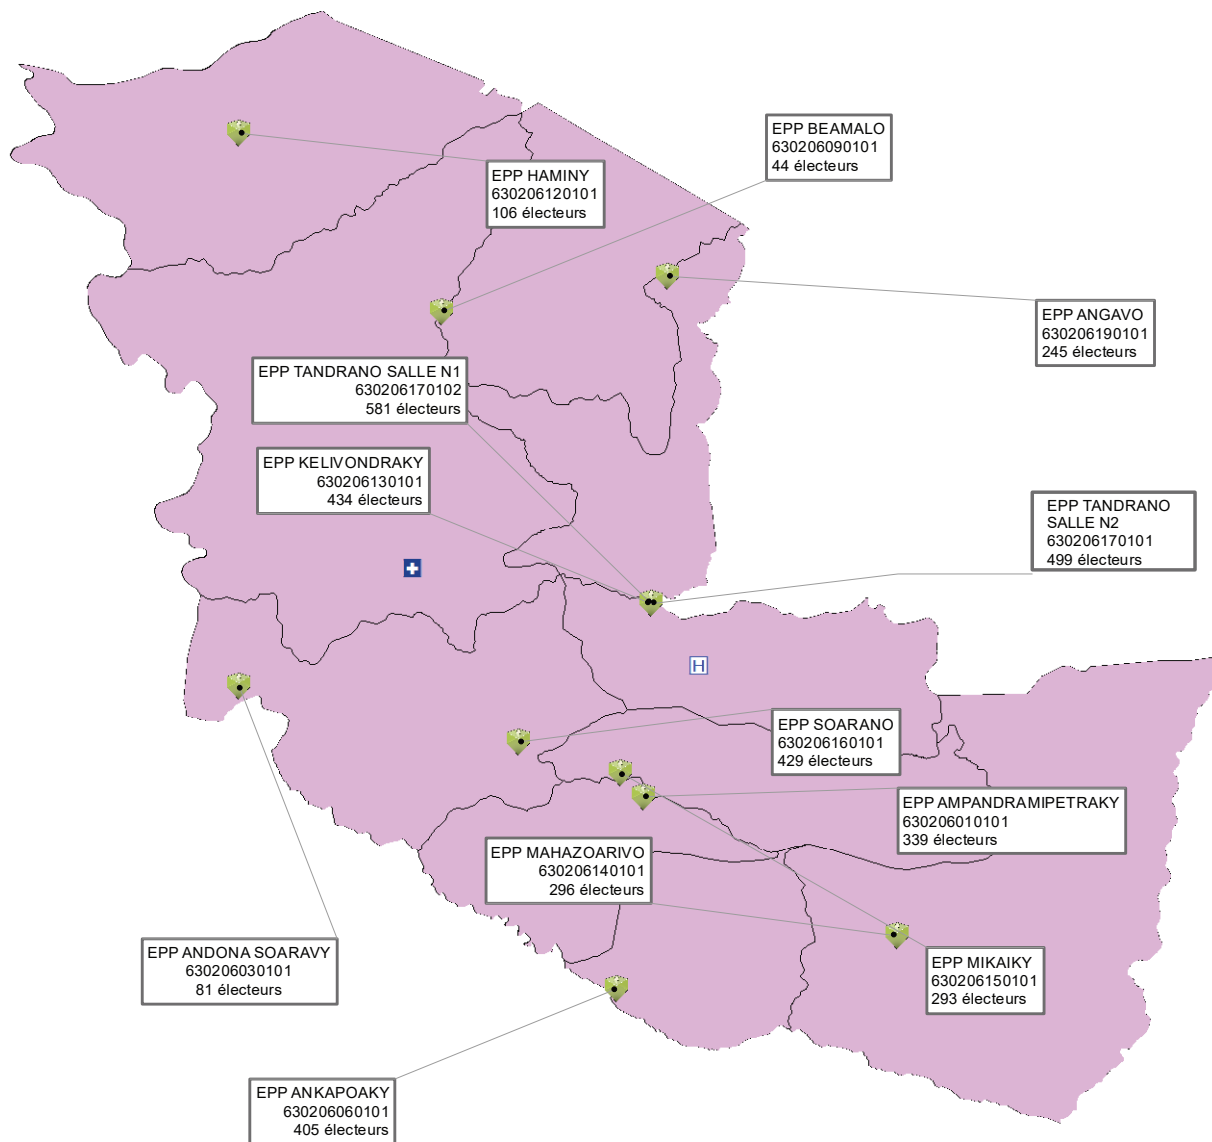 EPP BEAMALO
630206090101
44 électeurs
EPP HAMINY
630206120101
106 électeurs
EPP ANGAVO
630206190101
245 électeurs
EPP TANDRANO SALLE N1
630206170102
581 électeurs
EPP KELIVONDRAKY
630206130101
434 électeurs
EPP TANDRANO
SALLE N2
630206170101
499 électeurs
H
EPP SOARANO
630206160101
429 électeurs
EPP AMPANDRAMIPETRAKY
630206010101
339 électeurs
EPP MAHAZOARIVO
630206140101
296 électeurs
EPP ANDONA SOARAVY
630206030101
81 électeurs
EPP MIKAIKY
630206150101
293 électeurs
EPP ANKAPOAKY
630206060101
405 électeurs